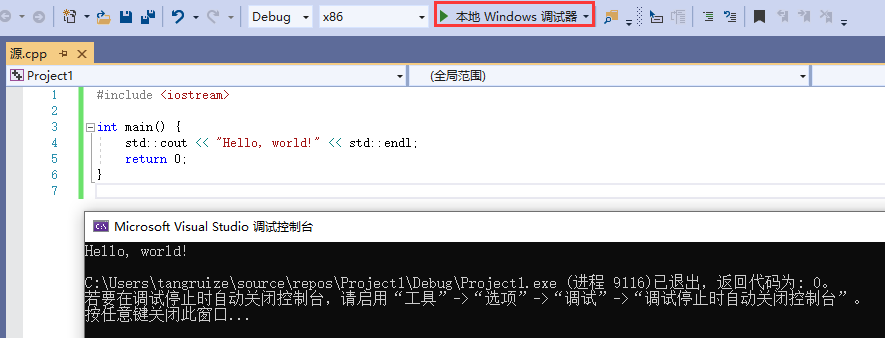 Debug x86 本地 Windows 调试器
源.cpp
Project1 (全局范围)
1 #include <iostream>
2
3 int main() {
4 std::cout << "Hello, world!" << std::endl;
5 return 0;
6 }
7
Microsoft Visual Studio 调试控制台
Hello, world!
C:\Users\tangruize\source\repos\Project1\Debug\Project1.exe (进程 9116)已退出，返回代码为: 0。
若要在调试停止时自动关闭控制台，请启用“工具”->“选项”->“调试”->“调试停止时自动关闭控制台”。
按任意键关闭此窗口...